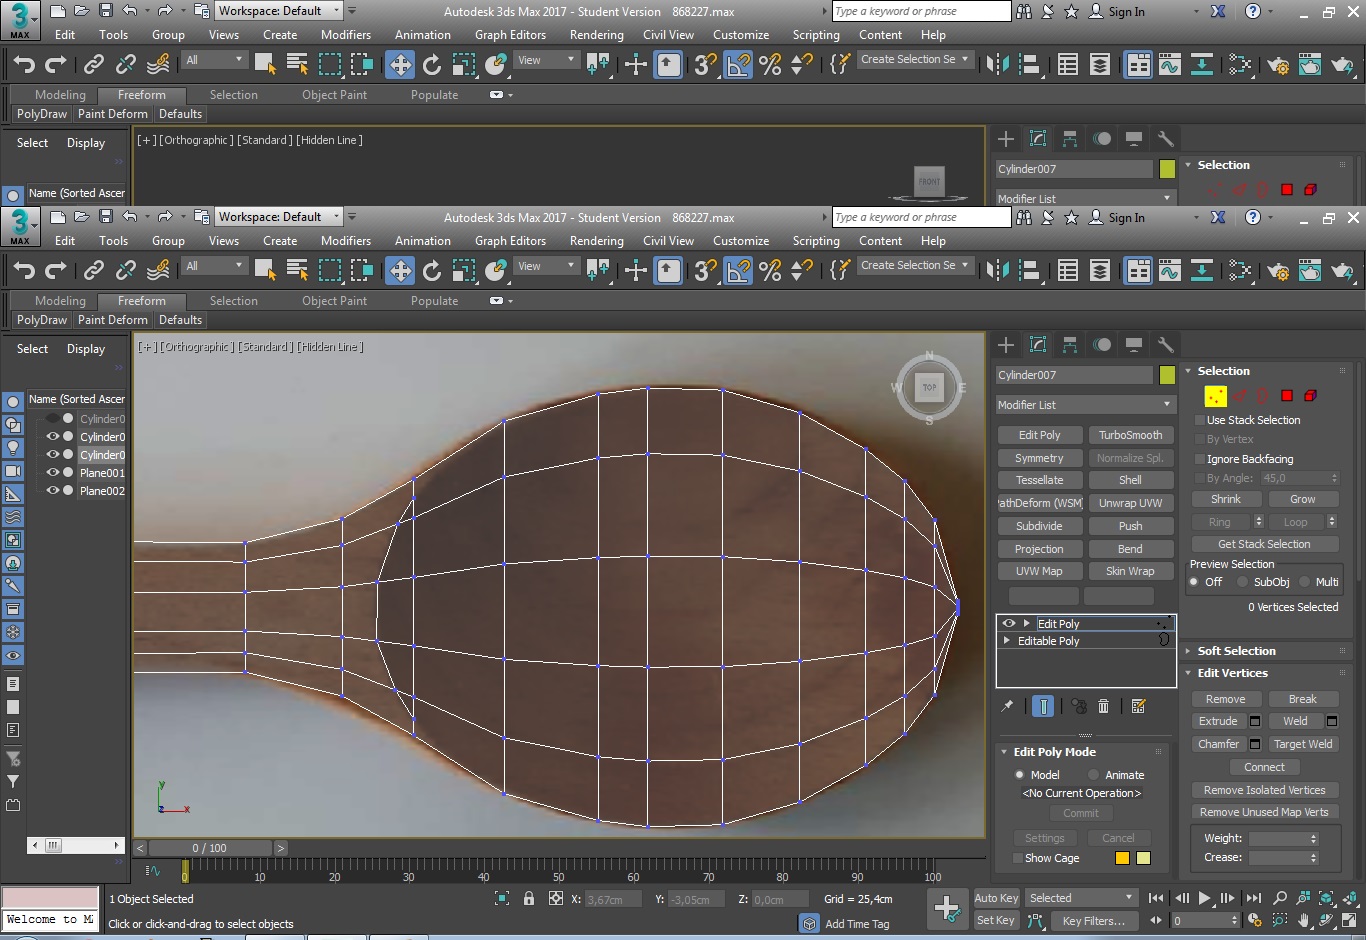 Workspace: Default
Autodesk 3ds Max 2017 - Student Version 868227.max
Type a keyword or phrase
Sign In
MAX
Edit Tools Group Views Create Modifiers Animation Graph Editors Rendering Civil View Customize Scripting Content Help
All
View
Create Selection Se
Modeling Freeform Selection Object Paint Populate
PolyDraw Paint Deform Defaults
Select Display
[+] [Orthographic] [Standard] [Hidden Line]
FRONT
Name (Sorted Ascer
Cylinder007
Modifier List
Selection
Workspace: Default
Autodesk 3ds Max 2017 - Student Version 868227.max
Type a keyword or phrase
Sign In
MAX
Edit Tools Group Views Create Modifiers Animation Graph Editors Rendering Civil View Customize Scripting Content Help
All
View
Create Selection Se
Modeling Freeform Selection Object Paint Populate
PolyDraw Paint Deform Defaults
Select Display
[+] [Orthographic] [Standard] [Hidden Line]
Name (Sorted Ascer
Cylinder0
Cylinder0
Cylinder0
Plane001
Plane002
N
W TOP E
S
y
z x
Cylinder007
Modifier List
Edit Poly TurboSmooth
Symmetry Normalize Spl.
Tessellate Shell
PathDeform (WSM) Unwrap UVW
Subdivide Push
Projection Bend
UVW Map Skin Wrap
Edit Poly
Editable Poly
Edit Poly Mode
Model Animate
<No Current Operation>
Commit
Settings Cancel
Show Cage
Selection
Use Stack Selection
By Vertex
Ignore Backfacing
By Angle: 45,0
Shrink Grow
Ring Loop
Get Stack Selection
Preview Selection
Off SubObj Multi
0 Vertices Selected
Soft Selection
Edit Vertices
Remove Break
Extrude Weld
Chamfer Target Weld
Connect
Remove Isolated Vertices
Remove Unused Map Verts
Weight:
Crease:
< 0 / 100 >
0 10 20 30 40 50 60 70 80 90 100
1 Object Selected
X: 3,67cm Y: -3,05cm Z: 0,0cm Grid = 25,4cm
Auto Key Selected
Welcome to M
Click or click-and-drag to select objects
Add Time Tag
Set Key Key Filters... 0